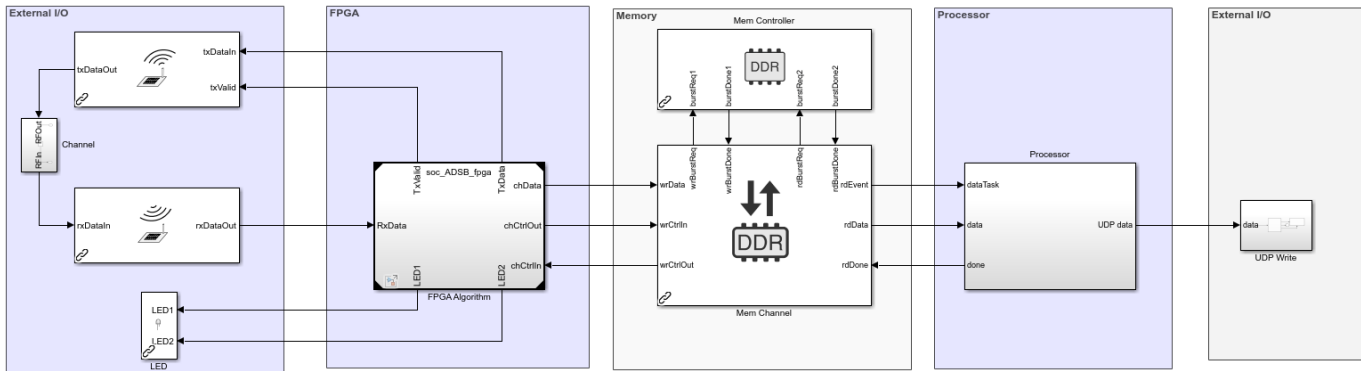 External I/O
txDataIn
txDataOut
txValid
RFOut
RFIn
Channel
rxDataIn
rxDataOut
LED1
LED2
LED
FPGA
soc_ADSB_fpga
TxValid
TxData
chData
RxData
chCtrlOut
chCtrlIn
LED1
LED2
FPGA Algorithm
Memory
Mem Controller
DDR
burstReq1
burstDone1
burstReq2
burstDone2
wrBurstReq
wrBurstDone
rdBurstReq
rdBurstDone
wrData
rdEvent
wrCtrlIn
rdData
DDR
wrCtrlOut
rdDone
Mem Channel
Processor
Processor
dataTask
data
UDP data
done
External I/O
data
UDP Write